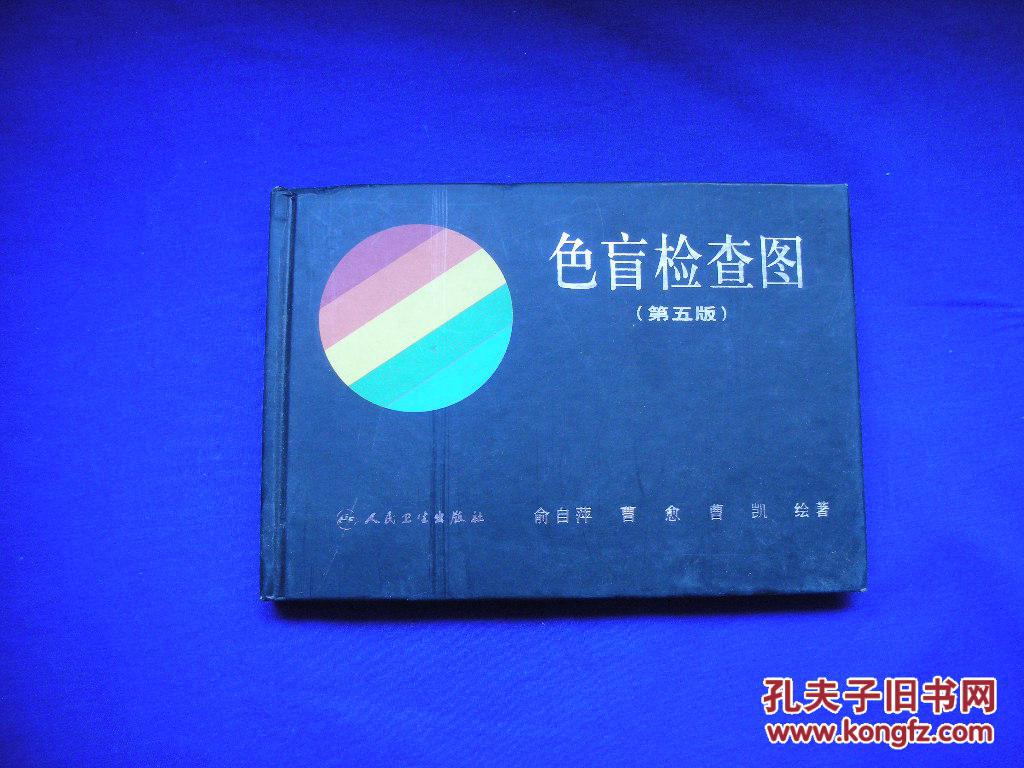 色盲检查图
(第五版)
人民卫生出版社
俞自萍 曹 愈 曹 凯 绘著
孔夫子旧书网
www.kongfz.com